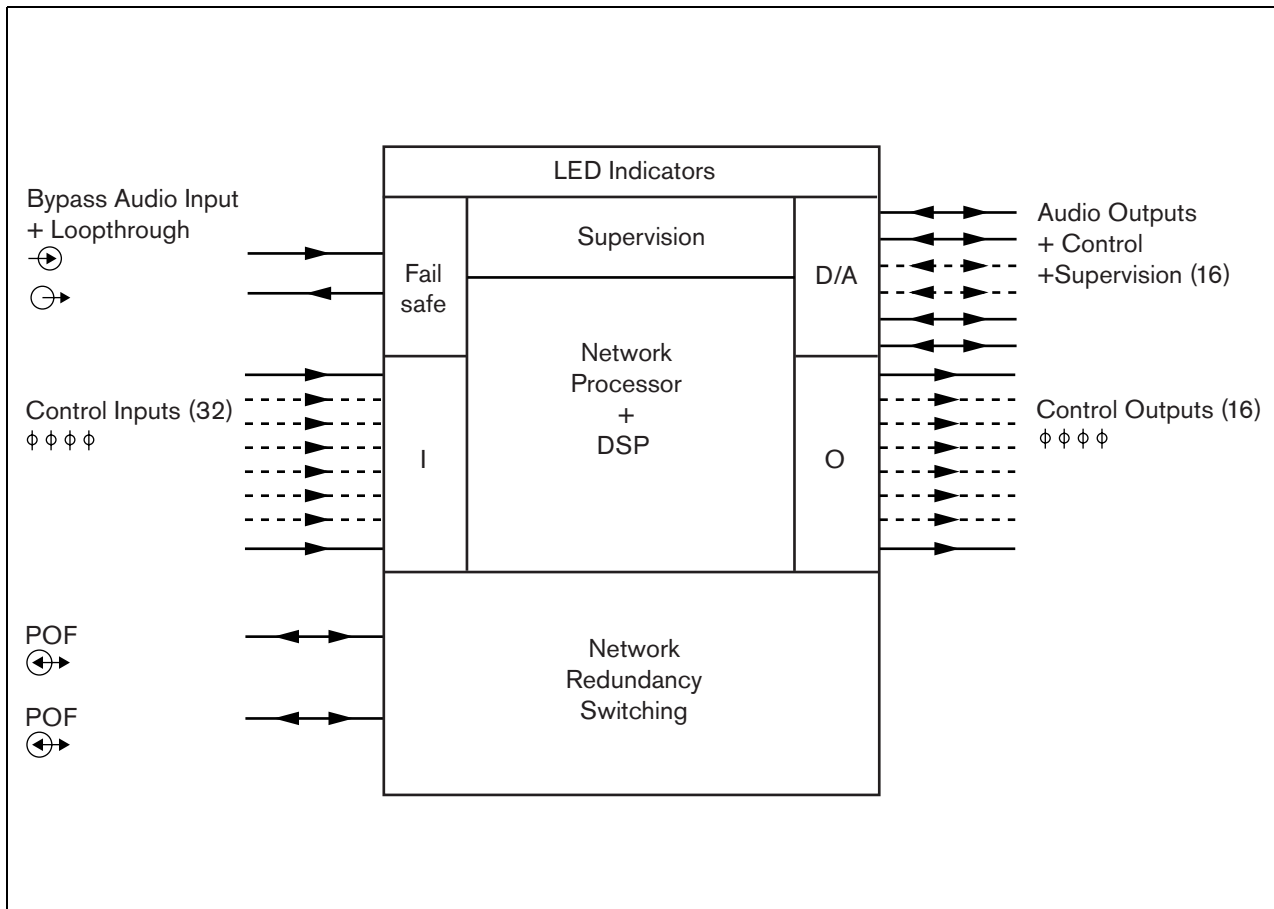 LED Indicators
Bypass Audio Input
+ Loopthrough
Fail
safe
Supervision
D/A
Audio Outputs
+ Control
+Supervision (16)
Network
Processor
+
DSP
Control Inputs (32)
I
O
Control Outputs (16)
POF
POF
Network
Redundancy
Switching